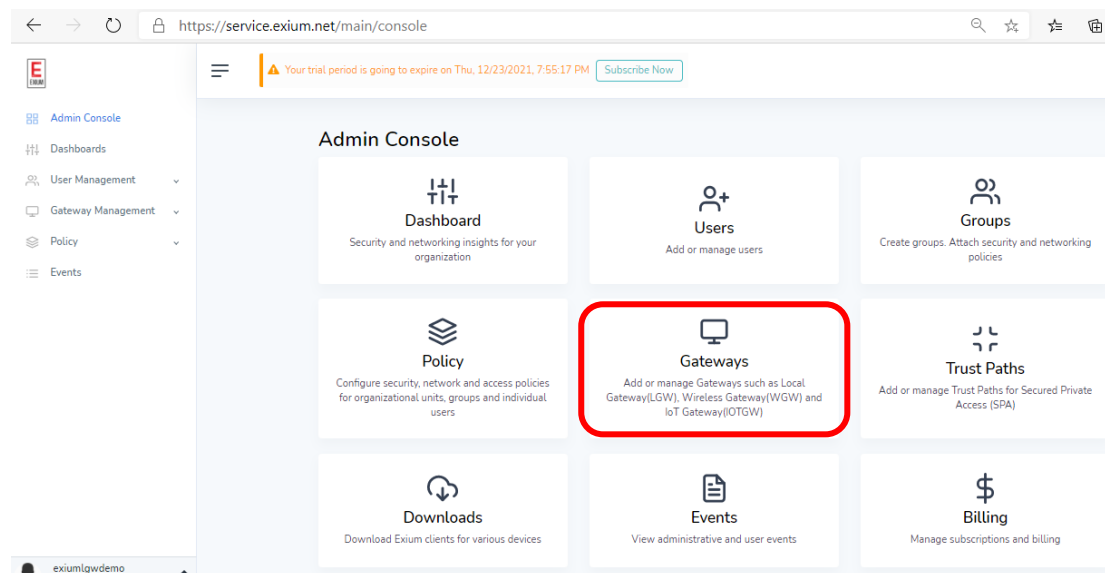 https://service.exium.net/main/console
E
EXIUM
Your trial period is going to expire on Thu, 12/23/2021, 7:55:17 PM
Subscribe Now
Admin Console
Dashboards
User Management
Gateway Management
Policy
Events
exiumlgwdemo
Admin Console
Dashboard
Security and networking insights for your
organization
Users
Add or manage users
Groups
Create groups. Attach security and networking
policies
Policy
Configure security, network and access policies
for organizational units, groups and individual
users
Gateways
Add or manage Gateways such as Local
Gateway(LGW), Wireless Gateway(WGW) and
IoT Gateway(IOTGW)
Trust Paths
Add or manage Trust Paths for Secured Private
Access (SPA)
Downloads
Download Exium clients for various devices
Events
View administrative and user events
Billing
Manage subscriptions and billing